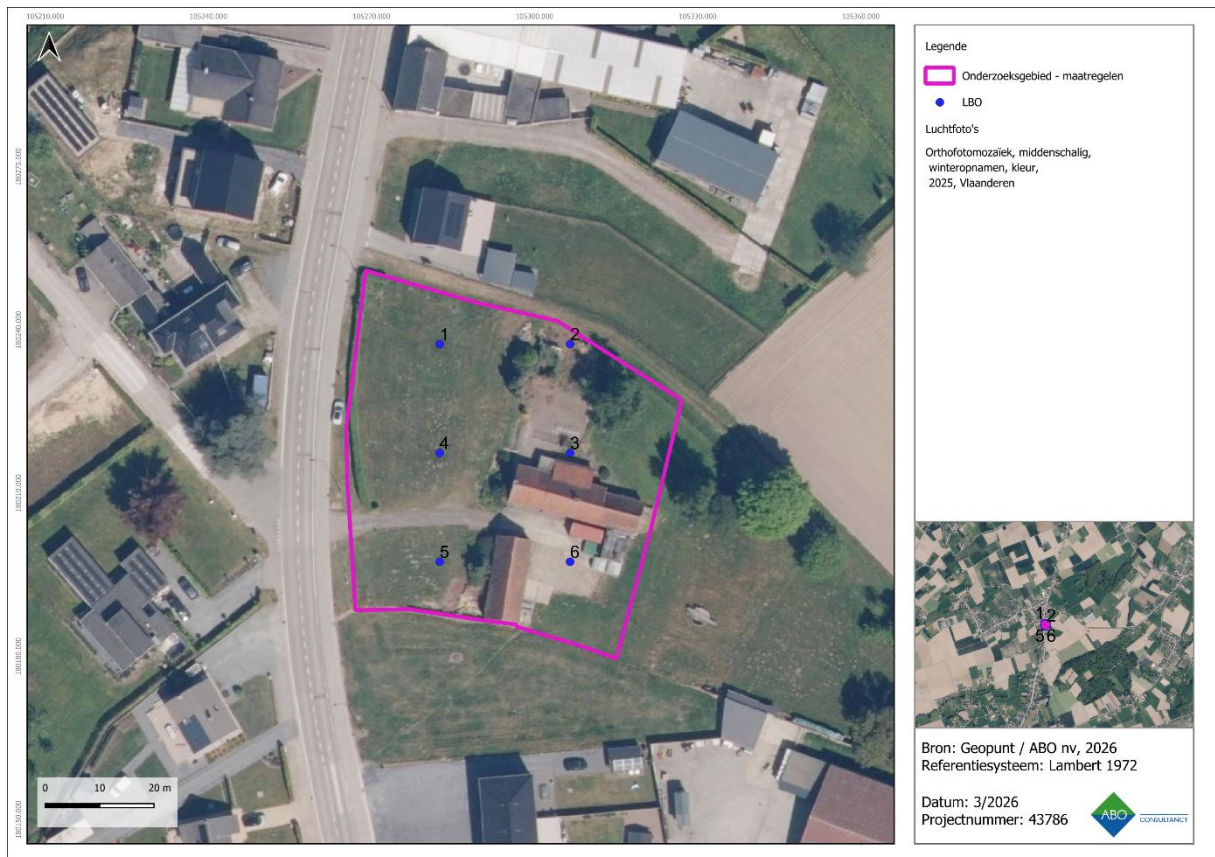 105210.000 105240.000 105270.000 105300.000 105330.000 105360.000
180270.000
180240.000
180210.000
180180.000
180150.000
1 2
4 3
5 6
0 10 20 m
Legende
Onderzoeksgebied - maatregelen
LBO
Luchtfoto's
Orthofotomozaïek, middenschalig,
winteropnamen, kleur,
2025, Vlaanderen
12
56
Bron: Geopunt / ABO nv, 2026
Referentiesysteem: Lambert 1972
Datum: 3/2026
Projectnummer: 43786
ABO CONSULTANCY